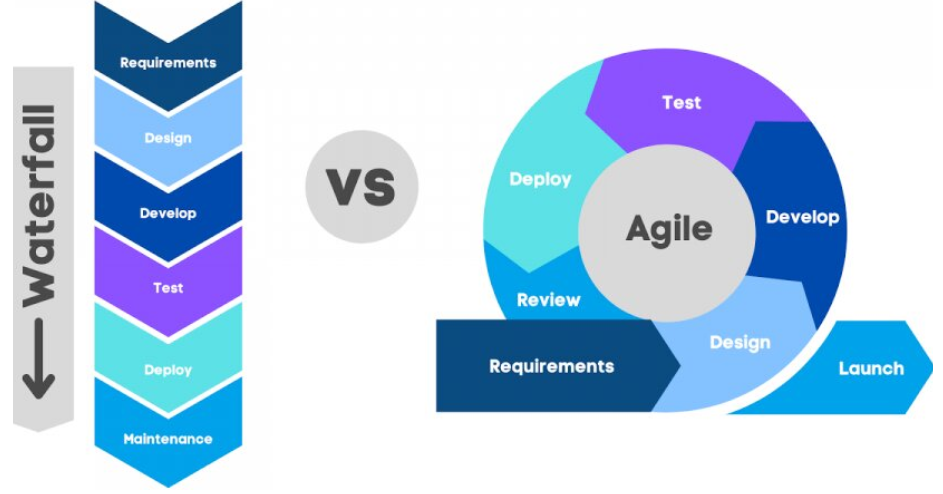 Waterfall
Requirements
Design
Develop
Test
Deploy
Maintenance
VS
Agile
Requirements
Design
Develop
Test
Deploy
Review
Launch